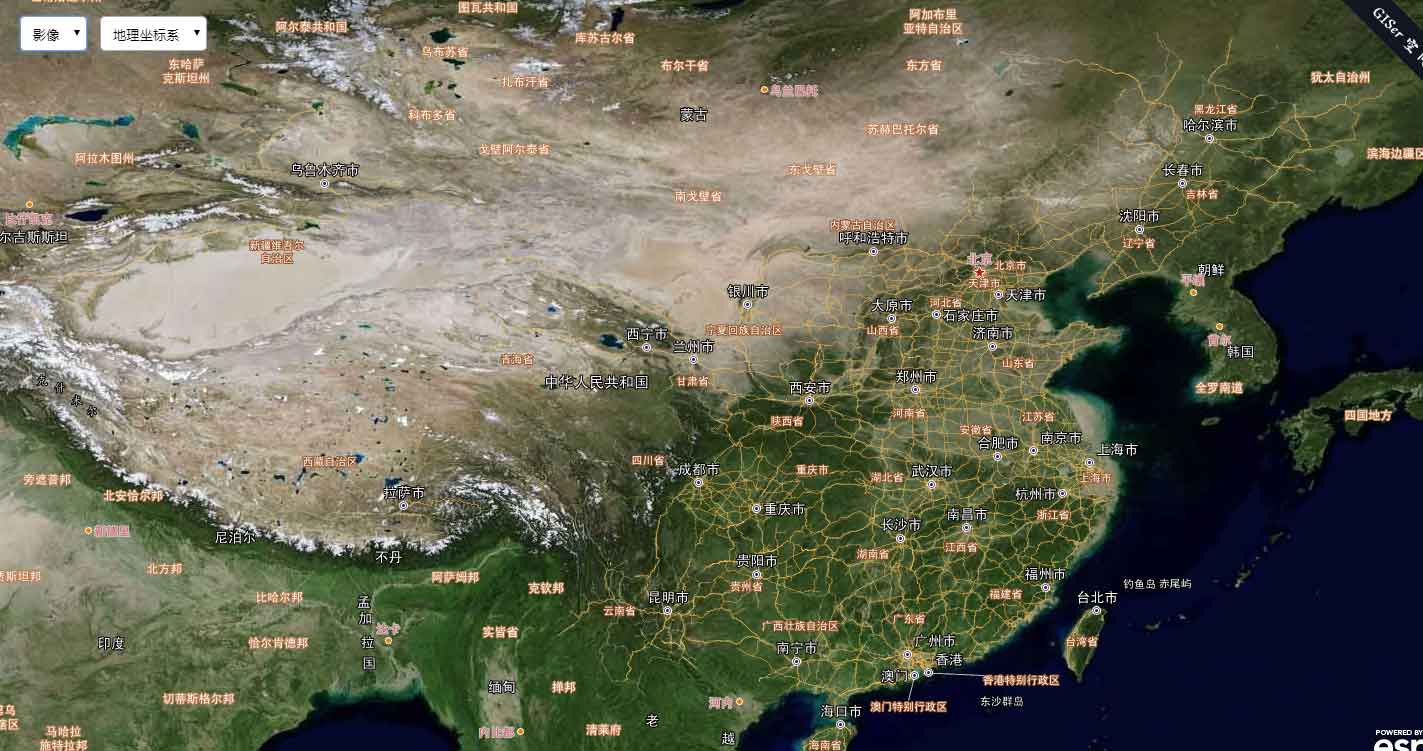 图瓦共和国
影像
地理坐标系
阿尔泰共和国
库苏古尔省
阿加布里
亚特自治区
GISer
乌布苏省
东哈萨
克斯坦州
布尔干省
东方省
扎布汗省
犹太自治州
乌兰巴托
科布多省
蒙古
黑龙江省
哈尔滨市
苏赫巴托尔省
戈壁阿尔泰省
阿拉木图州
滨海边疆区
乌鲁木齐市
东戈壁省
长春市
吉林省
南戈壁省
比什凯克
沈阳市
尔吉斯斯坦
内蒙古自治区
呼和浩特市
辽宁省
新疆维吾尔
自治区
北京
北京市
朝鲜
平壤
天津市
天津市
银川市
太原市
河北省
石家庄市
宁夏回族自治区
山西省
济南市
西宁市
兰州市
首尔
韩国
青海省
山东省
中华人民共和国
甘肃省
西安市
郑州市
全罗南道
克
什
米
尔
陕西省
河南省
江苏省
四国地方
安徽省
合肥市
南京市
上海市
西藏自治区
四川省
成都市
重庆市
湖北省
武汉市
上海市
旁遮普邦
北安恰尔邦
拉萨市
杭州市
重庆市
浙江省
新德里
长沙市
南昌市
尼泊尔
不丹
湖南省
江西省
北方邦
贵阳市
阿萨姆邦
克钦邦
贵州省
福州市
福建省
钓鱼岛 赤尾屿
比哈尔邦
孟
加
拉
国
云南省
昆明市
台北市
广西壮族自治区
广东省
达卡
实皆省
印度
恰尔肯德邦
南宁市
广州市
台湾省
香港
澳门
香港特别行政区
缅甸
掸邦
切蒂斯格尔邦
河内
澳门特别行政区
东沙群岛
海口市
老
越
内比都
清莱府
马哈拉
施特拉邦
海南省
POWERED BY
esri